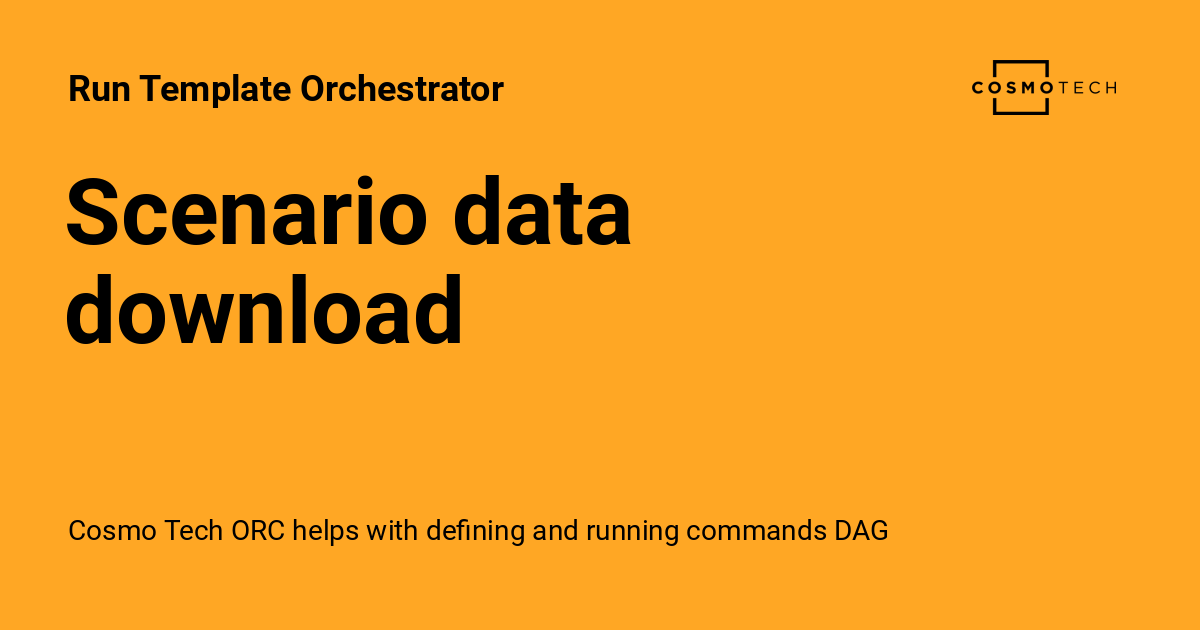 Run Template Orchestrator
COSMOTECH
Scenario data
download
Cosmo Tech ORC helps with defining and running commands DAG